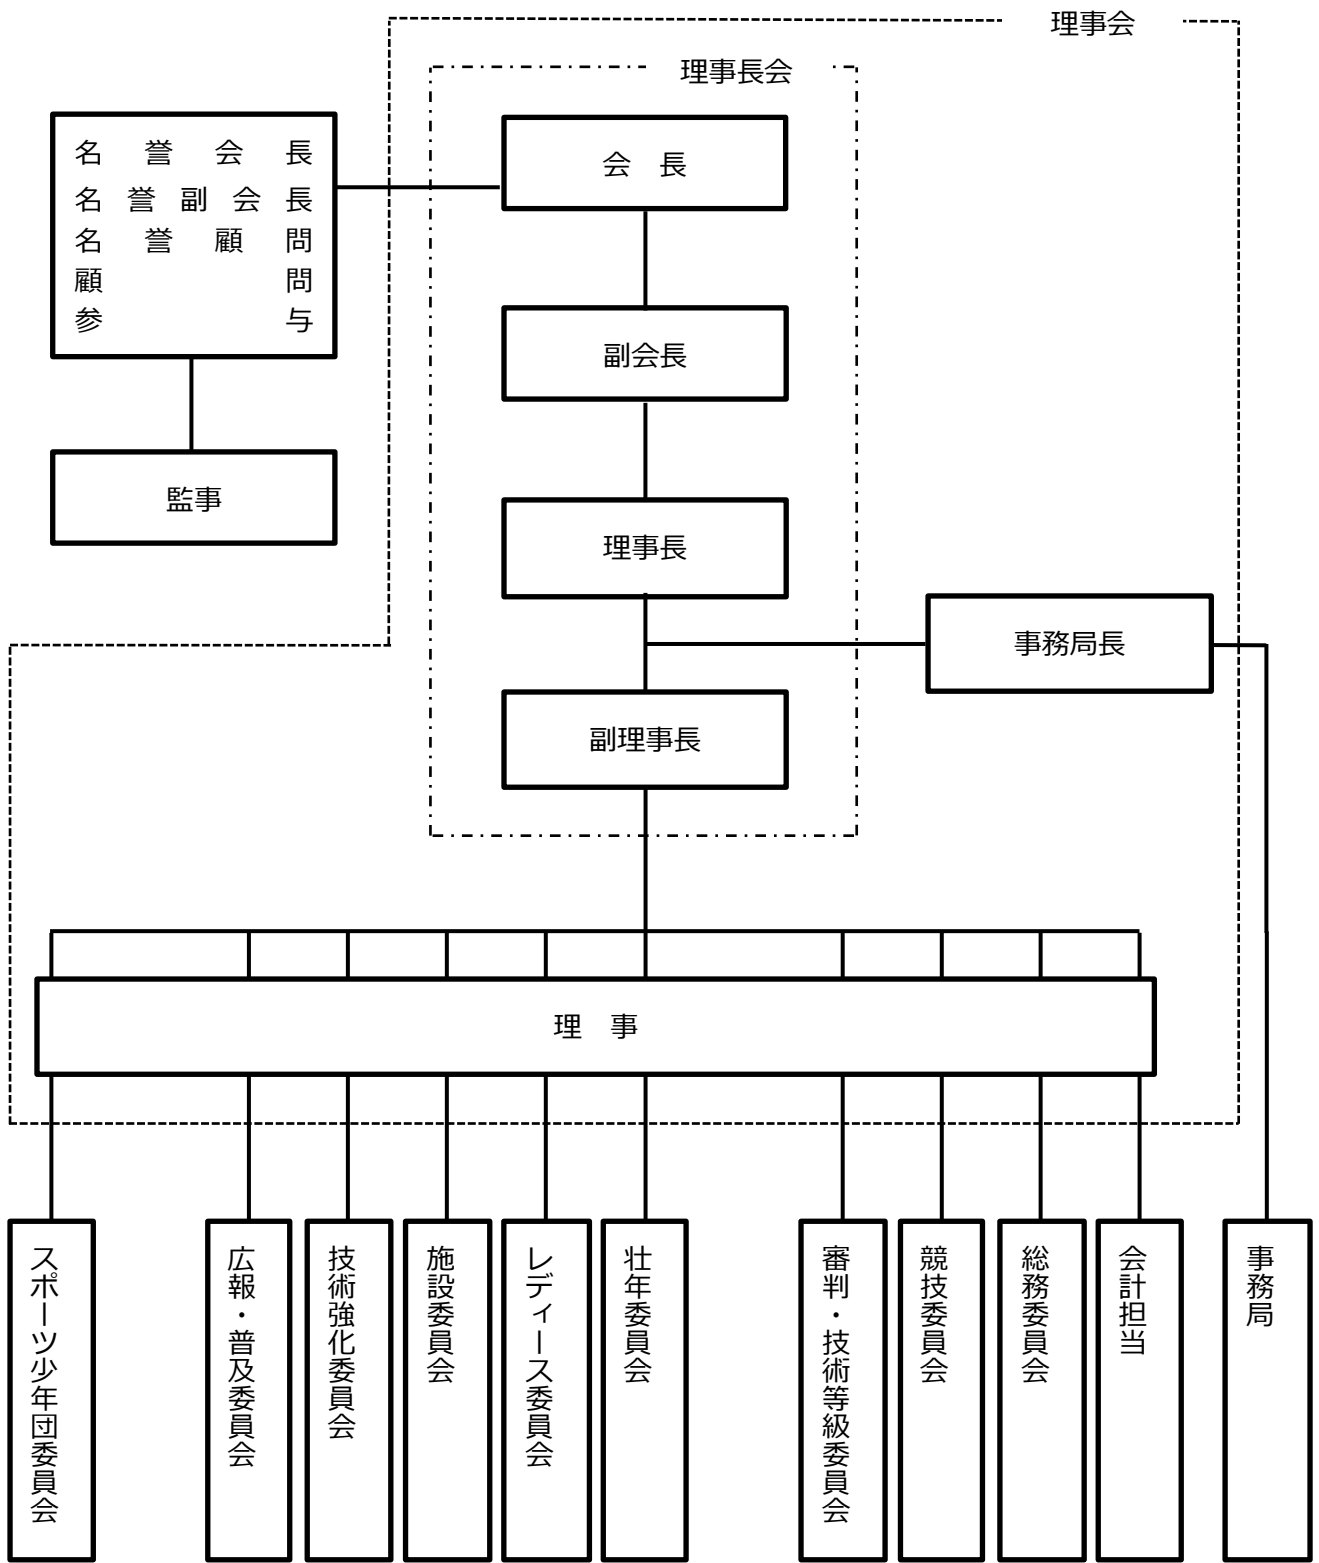 理事会
理事長会
名誉会長
名誉副会長
名誉顧問
顧問
参与
会　長
副会長
監事
理事長
事務局長
副理事長
理　事
スポーツ少年団委員会
広報・普及委員会
技術強化委員会
施設委員会
レディース委員会
壮年委員会
審判・技術等級委員会
競技委員会
総務委員会
会計担当
事務局